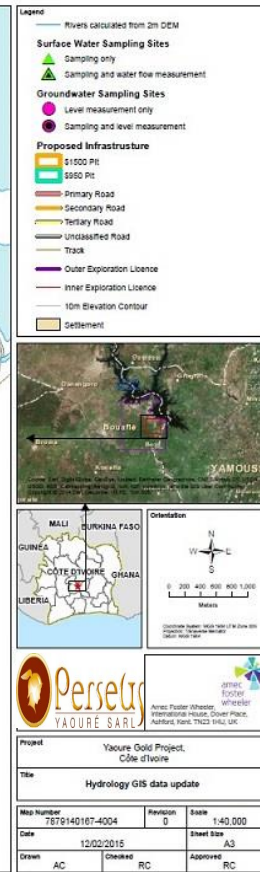 Legend
Rivers calculated from 2m DEM
Surface Water Sampling Sites
Sampling only
Sampling and water flow measurement
Groundwater Sampling Sites
Level measurement only
Sampling and level measurement
Proposed Infrastrusture
$1500 Pit
$950 Pit
Primary Road
Secondary Road
Tertiary Road
Unclassified Road
Track
Outer Exploration Licence
Inner Exploration Licence
10m Elevation Contour
Settlement
Bouafle
YAMOUS
MALI
BURKINA FASO
GUINEA
COTE D'IVOIRE
GHANA
LIBERIA
Orientation
N
W E
S
0 200 400 600 800 1,000
Meters
Perseus
YAOURÉ SARL
amec
foster
wheeler
Amec Foster Wheeler,
International House, Dover Place,
Ashford, Kent. TN23 1HU, UK
Project
Yaoure Gold Project,
Côte d'Ivoire
Title
Hydrology GIS data update
Map Number Revision Scale
7879140167-4004 0 1:40,000
Date Sheet Size
12/02/2015 A3
Drawn Checked Approved
AC RC RC